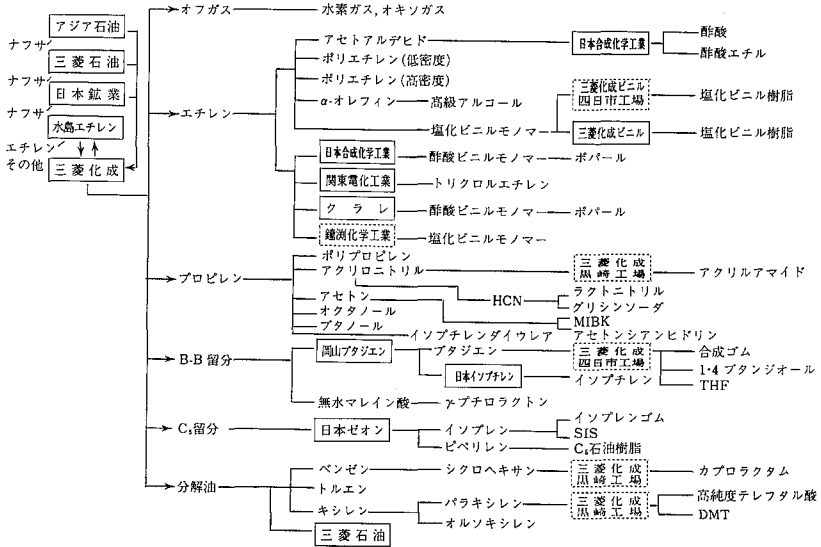 アジア石油
ナフサ
三菱石油
ナフサ
日本鉱業
ナフサ
水島エチレン
エチレン
その他
三菱化成
オフガス
水素ガス,オキソガス
エチレン
アセトアルデヒド
日本合成化学工業
酢酸
酢酸エチル
ポリエチレン(低密度)
ポリエチレン(高密度)
α-オレフィン
高級アルコール
塩化ビニルモノマー
三菱化成ビニル
四日市工場
塩化ビニル樹脂
三菱化成ビニル
塩化ビニル樹脂
日本合成化学工業
酢酸ビニルモノマー
ポバール
関東電化工業
トリクロルエチレン
クラレ
酢酸ビニルモノマー
ポバール
鐘渕化学工業
塩化ビニルモノマー
プロピレン
ポリプロピレン
アクリロニトリル
三菱化成
黒崎工場
アクリルアマイド
HCN
ラクトニトリル
グリシンソーダ
アセトン
MIBK
オクタノール
ブタノール
イソブチレンダイウレア
アセトンシアンヒドリン
B-B留分
岡山ブタジエン
ブタジエン
三菱化成
四日市工場
合成ゴム
1・4ブタンジオール
THF
日本イソブチレン
イソブチレン
無水マレイン酸
γ-ブチロラクトン
C₅留分
日本ゼオン
イソプレン
イソプレンゴム
SIS
ピペリレン
C₅石油樹脂
分解油
ベンゼン
シクロヘキサン
三菱化成
黒崎工場
カプロラクタム
トルエン
キシレン
パラキシレン
三菱化成
黒崎工場
高純度テレフタル酸
DMT
オルソキシレン
三菱石油